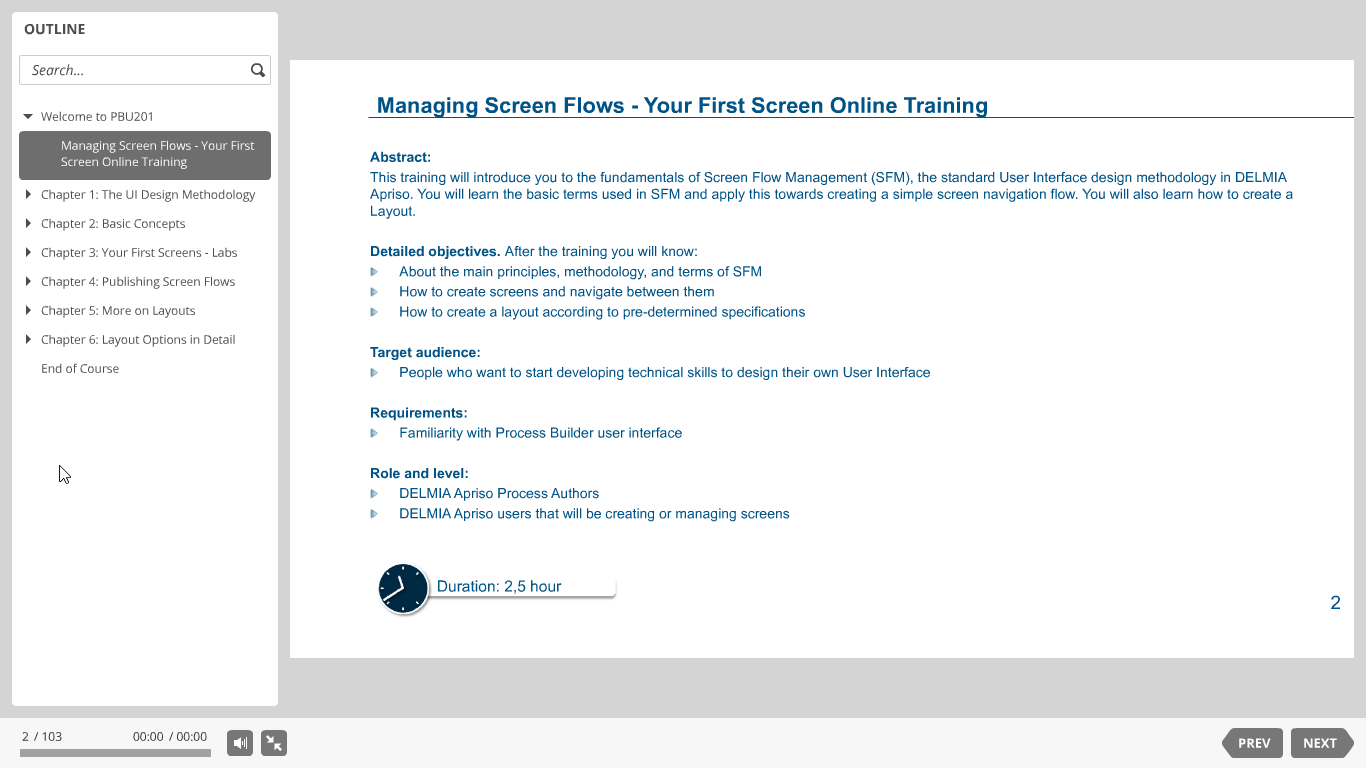 OUTLINE
Search...
Welcome to PBU201
Managing Screen Flows - Your First
Screen Online Training
Chapter 1: The UI Design Methodology
Chapter 2: Basic Concepts
Chapter 3: Your First Screens - Labs
Chapter 4: Publishing Screen Flows
Chapter 5: More on Layouts
Chapter 6: Layout Options in Detail
End of Course
Managing Screen Flows - Your First Screen Online Training
Abstract:
This training will introduce you to the fundamentals of Screen Flow Management (SFM), the standard User Interface design methodology in DELMIA
Apriso. You will learn the basic terms used in SFM and apply this towards creating a simple screen navigation flow. You will also learn how to create a
Layout.
Detailed objectives. After the training you will know:
About the main principles, methodology, and terms of SFM
How to create screens and navigate between them
How to create a layout according to pre-determined specifications
Target audience:
People who want to start developing technical skills to design their own User Interface
Requirements:
Familiarity with Process Builder user interface
Role and level:
DELMIA Apriso Process Authors
DELMIA Apriso users that will be creating or managing screens
Duration: 2,5 hour
2
2 / 103
00:00 / 00:00
PREV
NEXT